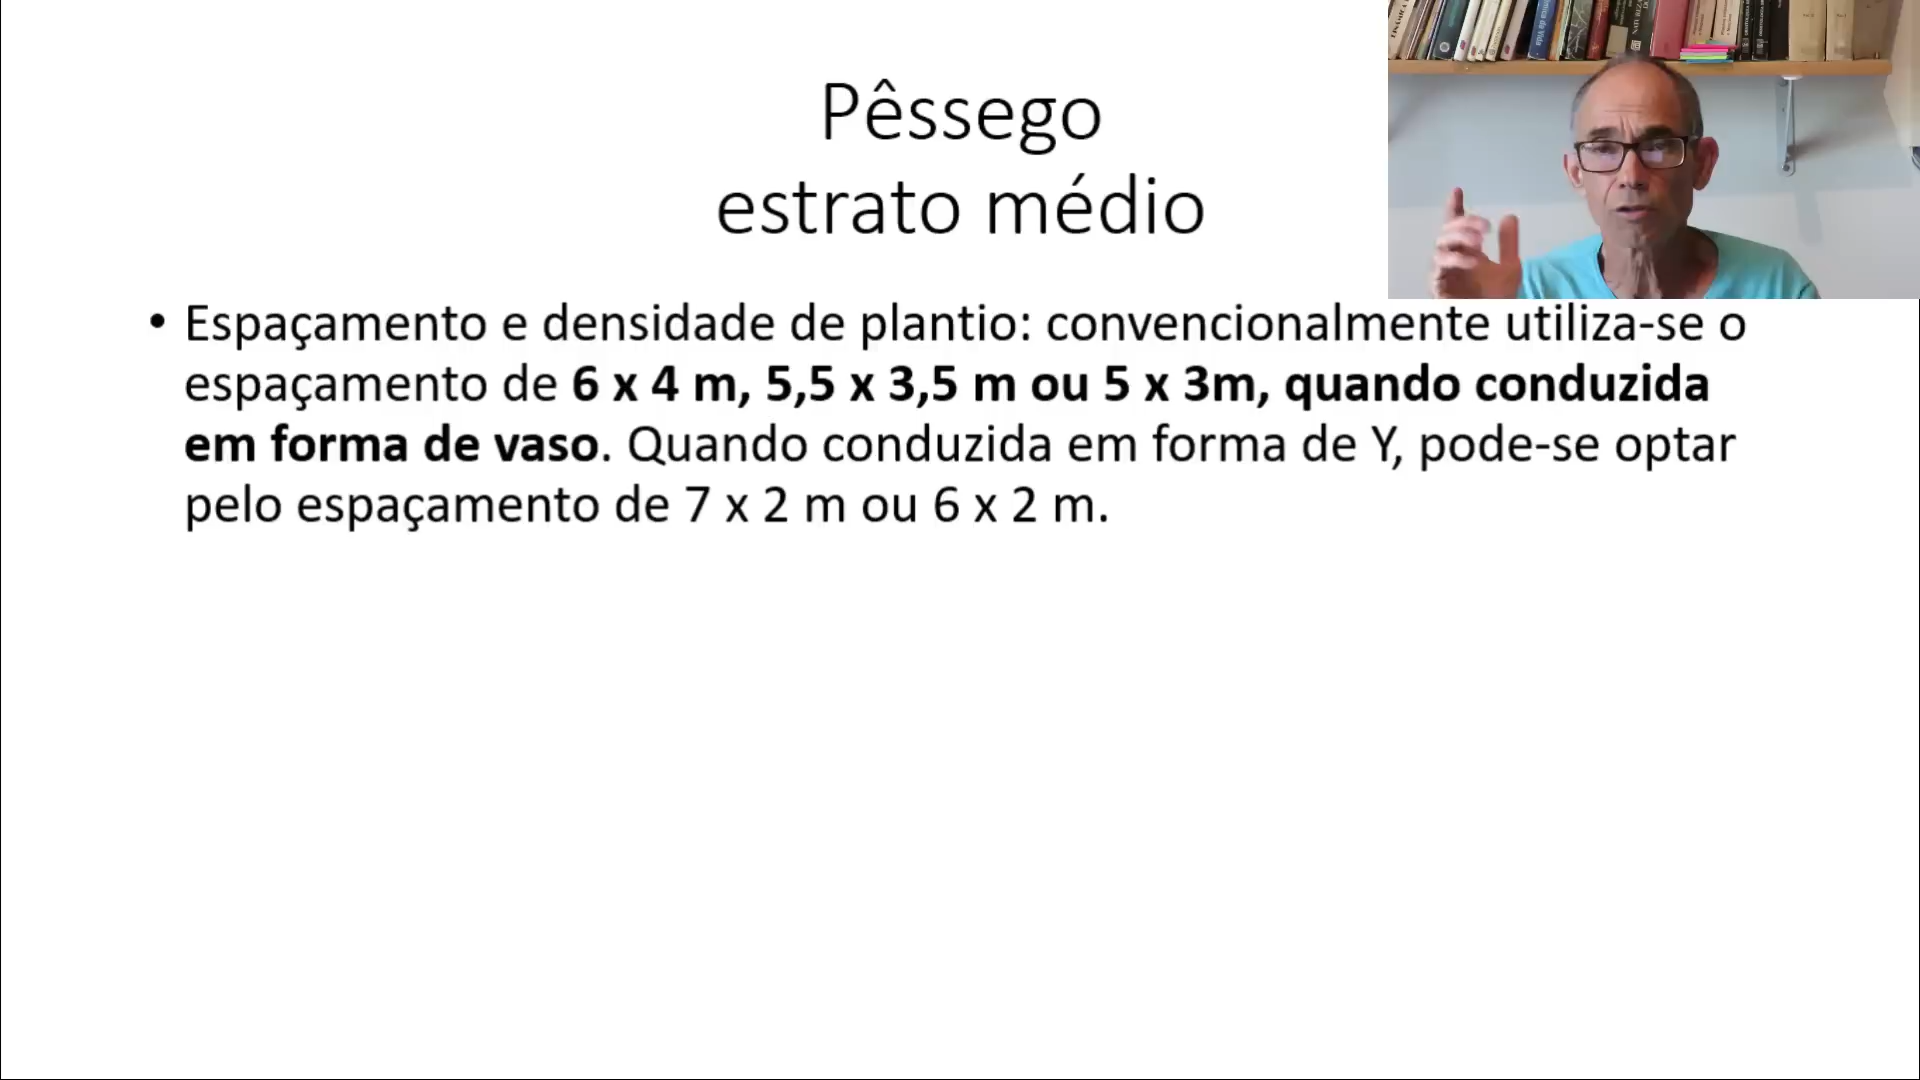 Pêssego
estrato médio
• Espaçamento e densidade de plantio: convencionalmente utiliza-se o
espaçamento de 6 x 4 m, 5,5 x 3,5 m ou 5 x 3m, quando conduzida
em forma de vaso. Quando conduzida em forma de Y, pode-se optar
pelo espaçamento de 7 x 2 m ou 6 x 2 m.